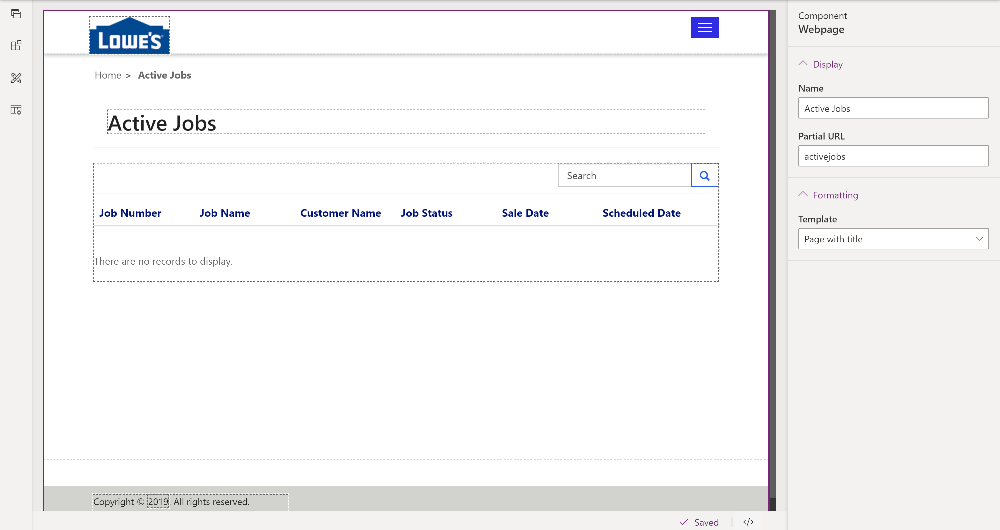 LOWE'S
Home > Active Jobs
Active Jobs
Search
Job Number Job Name Customer Name Job Status Sale Date Scheduled Date
There are no records to display.
Copyright © 2019. All rights reserved.
Saved
</>
Component
Webpage
Display
Name
Active Jobs
Partial URL
activejobs
Formatting
Template
Page with title